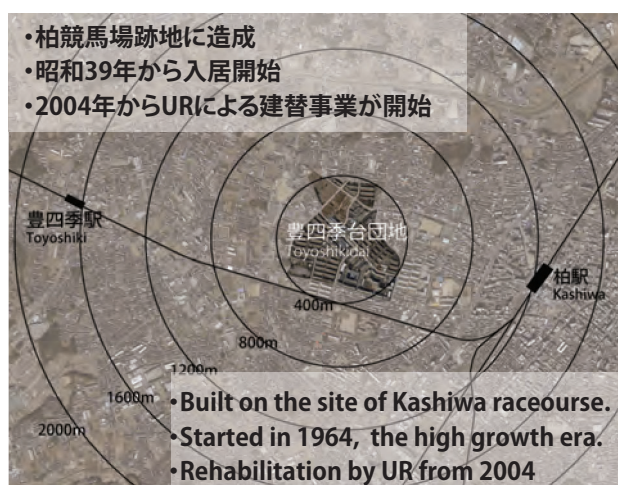 ・柏競馬場跡地に造成
・昭和39年から入居開始
・2004年からURによる建替事業が開始
豊四季駅
Toyoshiki
豊四季台団地
Toyoshikidai
柏駅
Kashiwa
400m
800m
1200m
1600m
2000m
・Built on the site of Kashiwa raceourse.
・Started in 1964, the high growth era.
・Rehabilitation by UR from 2004